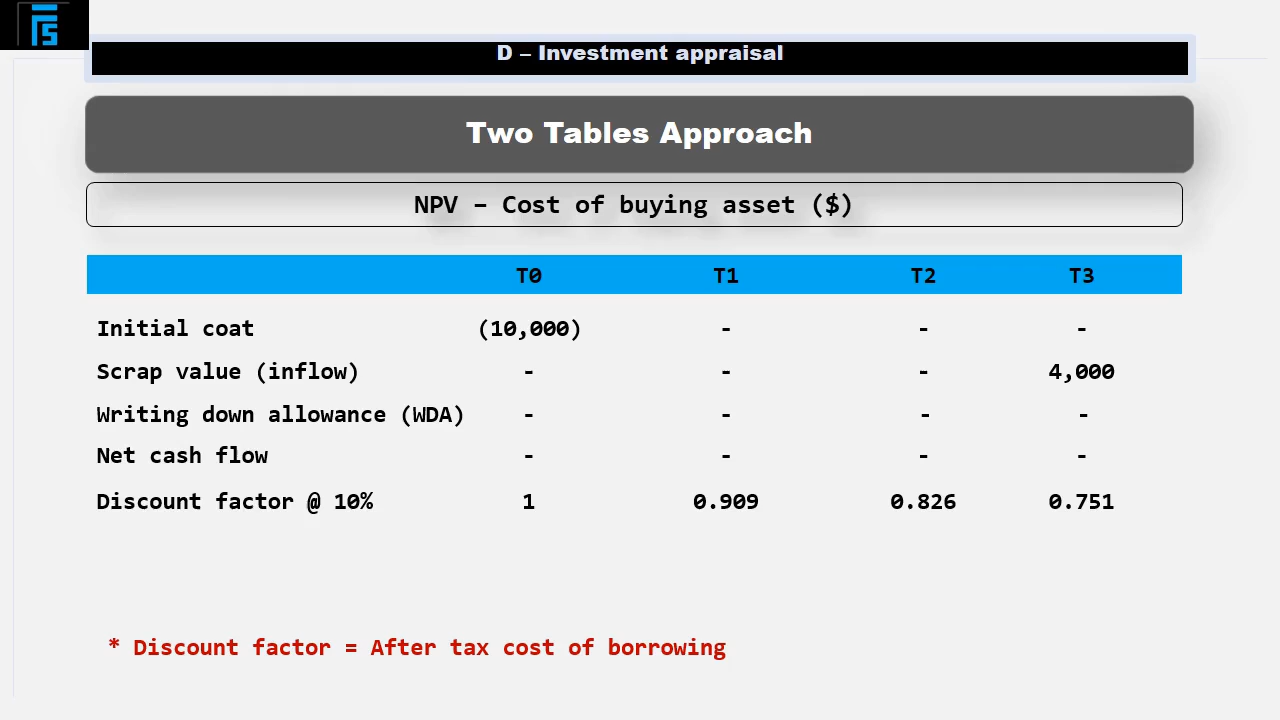 FS
D – Investment appraisal
Two Tables Approach
NPV – Cost of buying asset ($)
T0 T1 T2 T3
Initial coat (10,000) - - -
Scrap value (inflow) - - - 4,000
Writing down allowance (WDA) - - - -
Net cash flow - - - -
Discount factor @ 10% 1 0.909 0.826 0.751
* Discount factor = After tax cost of borrowing